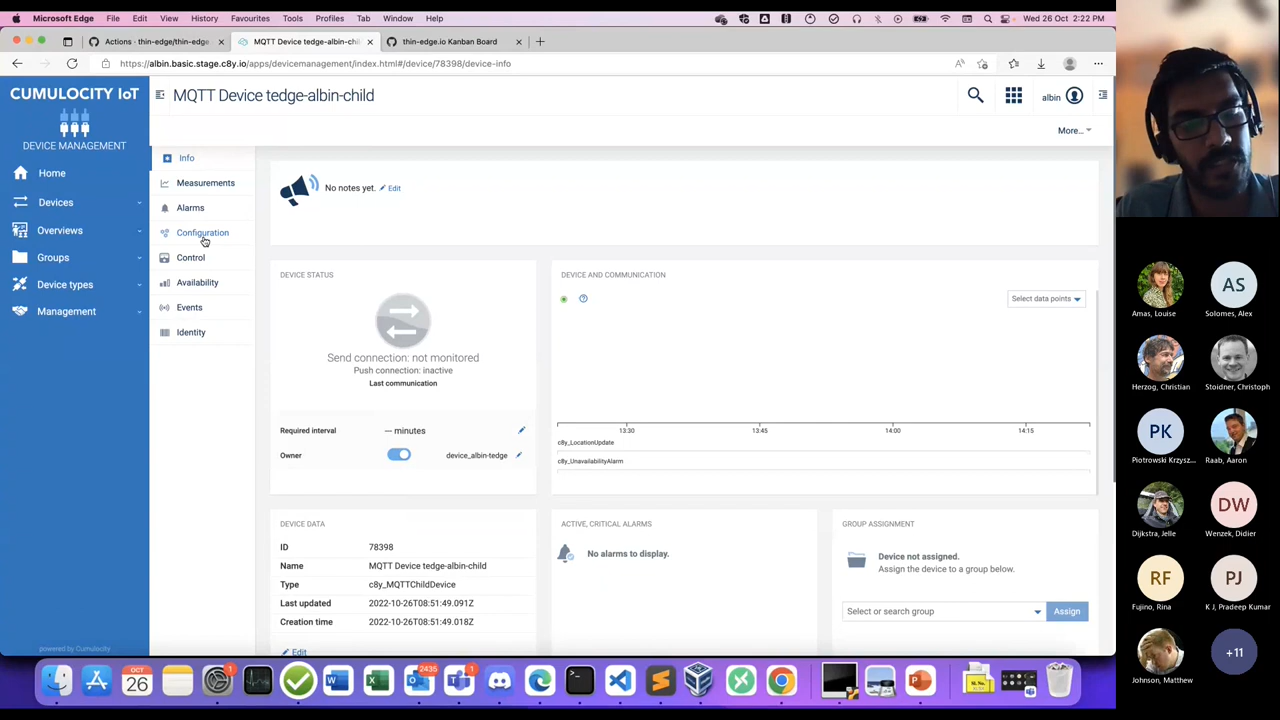 Microsoft Edge File Edit View History Favourites Tools Profiles Tab Window Help Wed 26 Oct 2:22 PM
Actions · thin-edge/thin-edge
MQTT Device tedge-albin-chil
thin-edge.io Kanban Board
https://albin.basic.stage.c8y.io/apps/devicemanagement/index.html#/device/78398/device-info
CUMULOCITY IoT
DEVICE MANAGEMENT
Home
Devices
Overviews
Groups
Device types
Management
powered by Cumulocity
MQTT Device tedge-albin-child
albin
More...
Info
Measurements
Alarms
Configuration
Control
Availability
Events
Identity
No notes yet. Edit
DEVICE STATUS
Send connection: not monitored
Push connection: inactive
Last communication
Required interval — minutes
Owner device_albin-tedge
DEVICE AND COMMUNICATION
Select data points
13:30 13:45 14:00 14:15
c8y_LocationUpdate
c8y_UnavailabilityAlarm
DEVICE DATA
ID 78398
Name MQTT Device tedge-albin-child
Type c8y_MQTTChildDevice
Last updated 2022-10-26T08:51:49.091Z
Creation time 2022-10-26T08:51:49.018Z
Edit
ACTIVE, CRITICAL ALARMS
No alarms to display.
GROUP ASSIGNMENT
Device not assigned.
Assign the device to a group below.
Select or search group Assign
OCT
26
1
2435
1
Amas, Louise
AS
Solomes, Alex
Herzog, Christian
Stoidner, Christoph
PK
Piotrowski Krzysz...
Raab, Aaron
Dijkstra, Jelle
DW
Wenzek, Didier
RF
Fujino, Rina
PJ
K J, Pradeep Kumar
Johnson, Matthew
+11